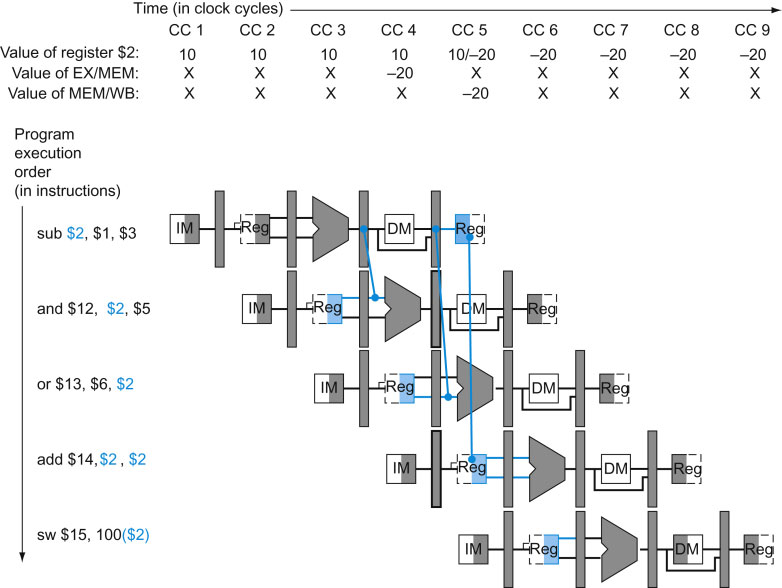 Time (in clock cycles)
CC 1 CC 2 CC 3 CC 4 CC 5 CC 6 CC 7 CC 8 CC 9
Value of register $2: 10 10 10 10 10/–20 –20 –20 –20 –20
Value of EX/MEM: X X X –20 X X X X X
Value of MEM/WB: X X X X –20 X X X X
Program
execution
order
(in instructions)
sub $2, $1, $3 IM Reg DM Reg
and $12, $2, $5 IM Reg DM Reg
or $13, $6, $2 IM Reg DM Reg
add $14,$2 , $2 IM Reg DM Reg
sw $15, 100($2) IM Reg DM Reg